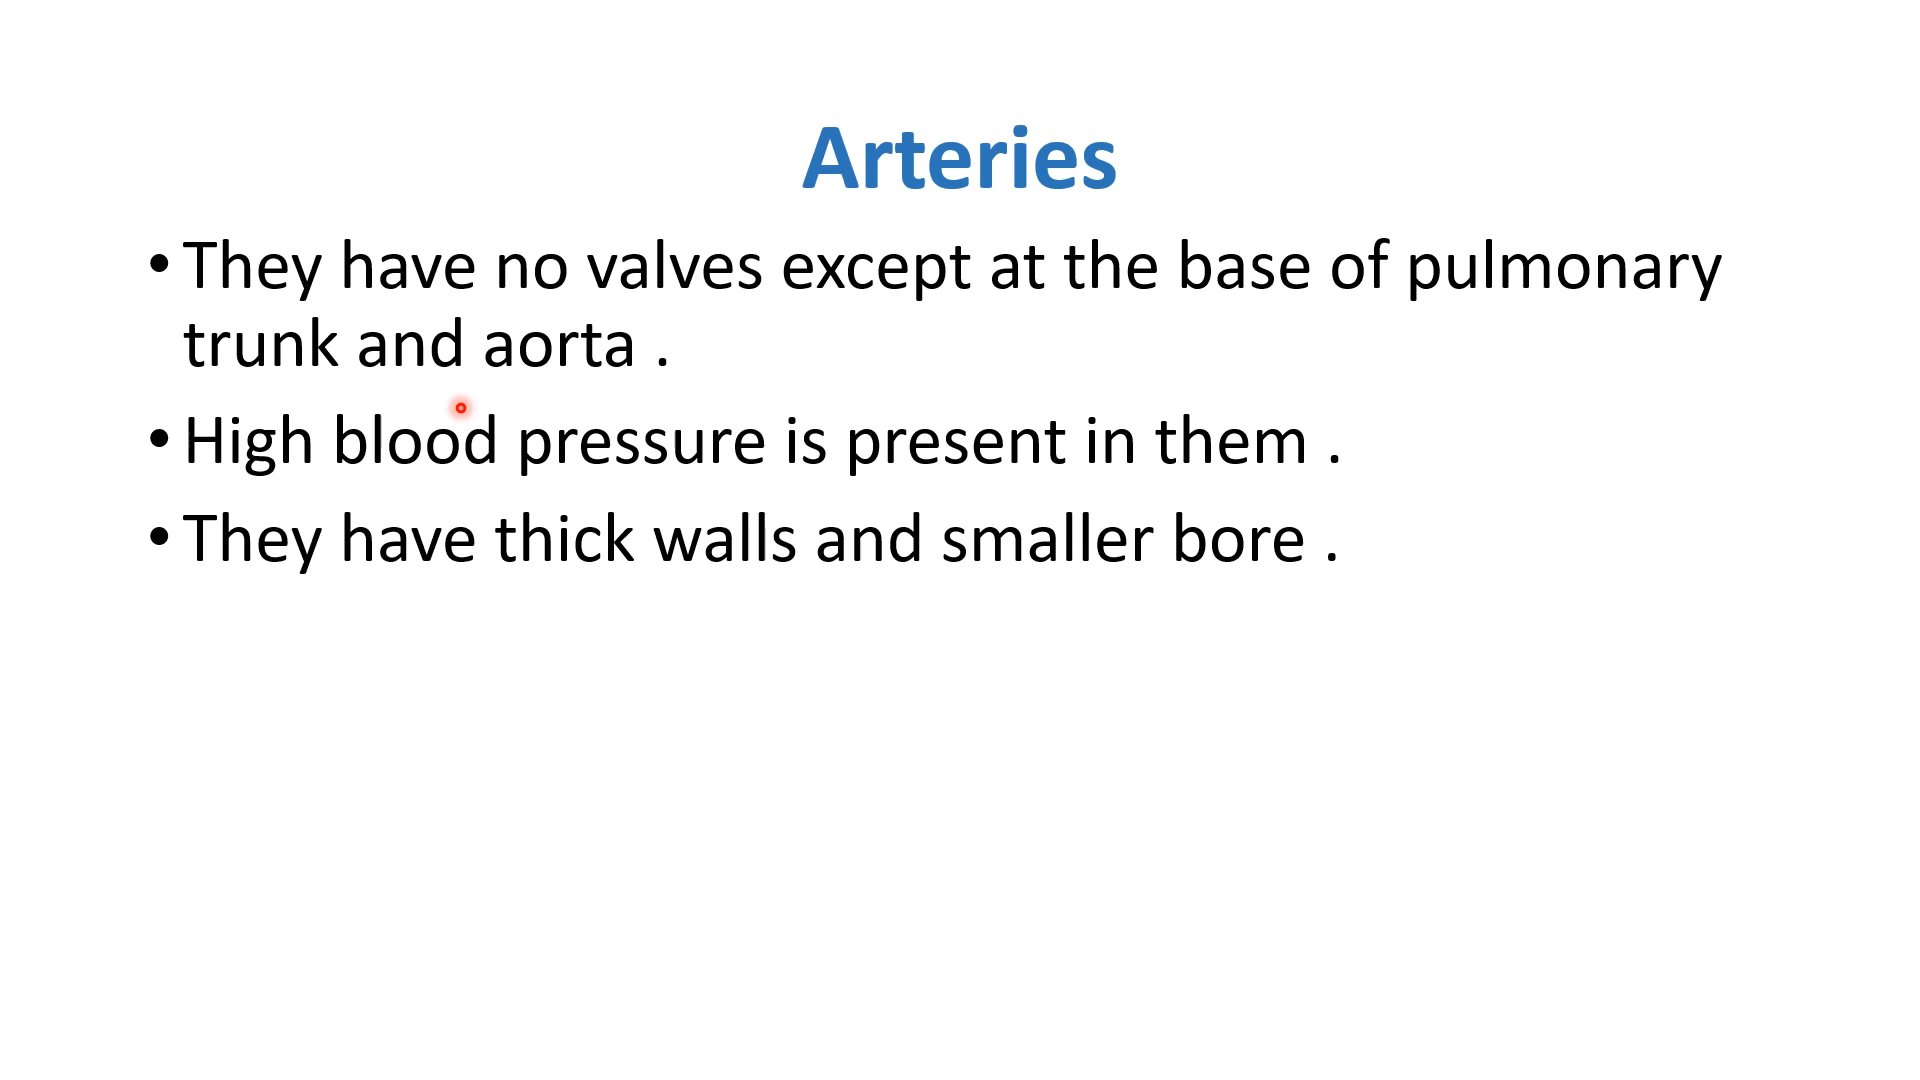 Arteries
• They have no valves except at the base of pulmonary
trunk and aorta .
• High blood pressure is present in them .
• They have thick walls and smaller bore .